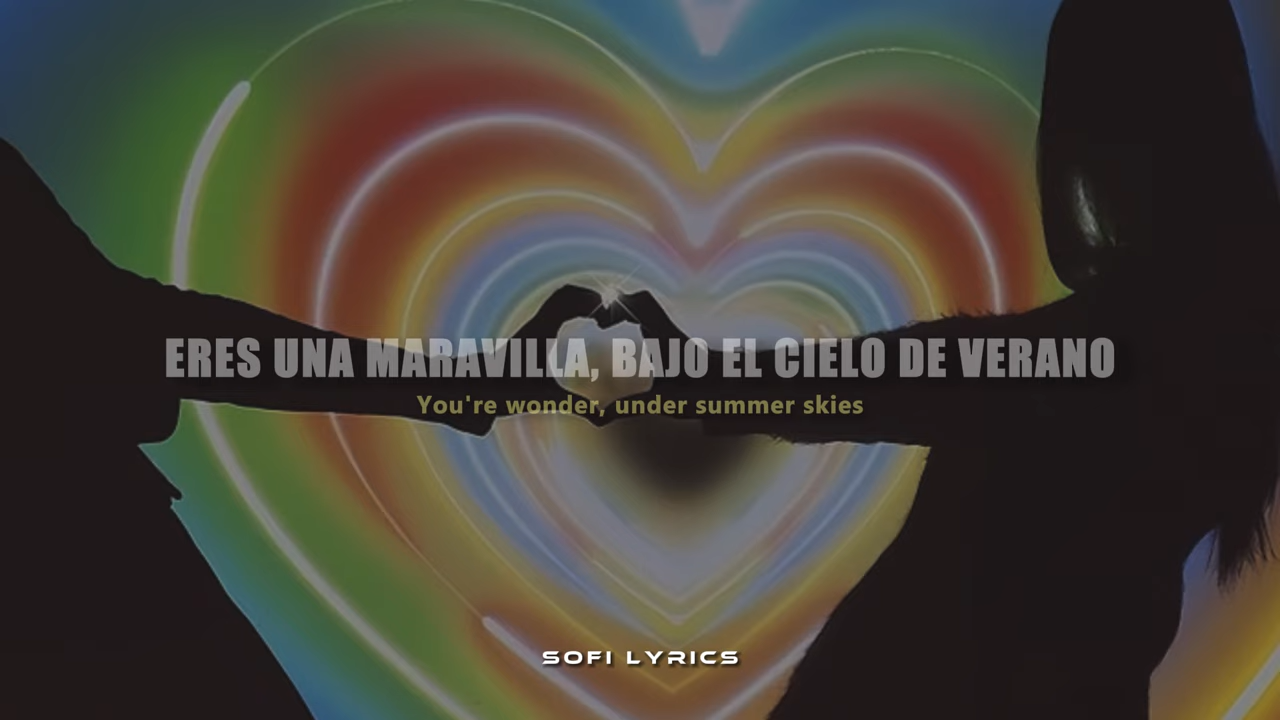 ERES UNA MARAVILLA, BAJO EL CIELO DE VERANO
You're wonder, under summer skies
SOFI LYRICS